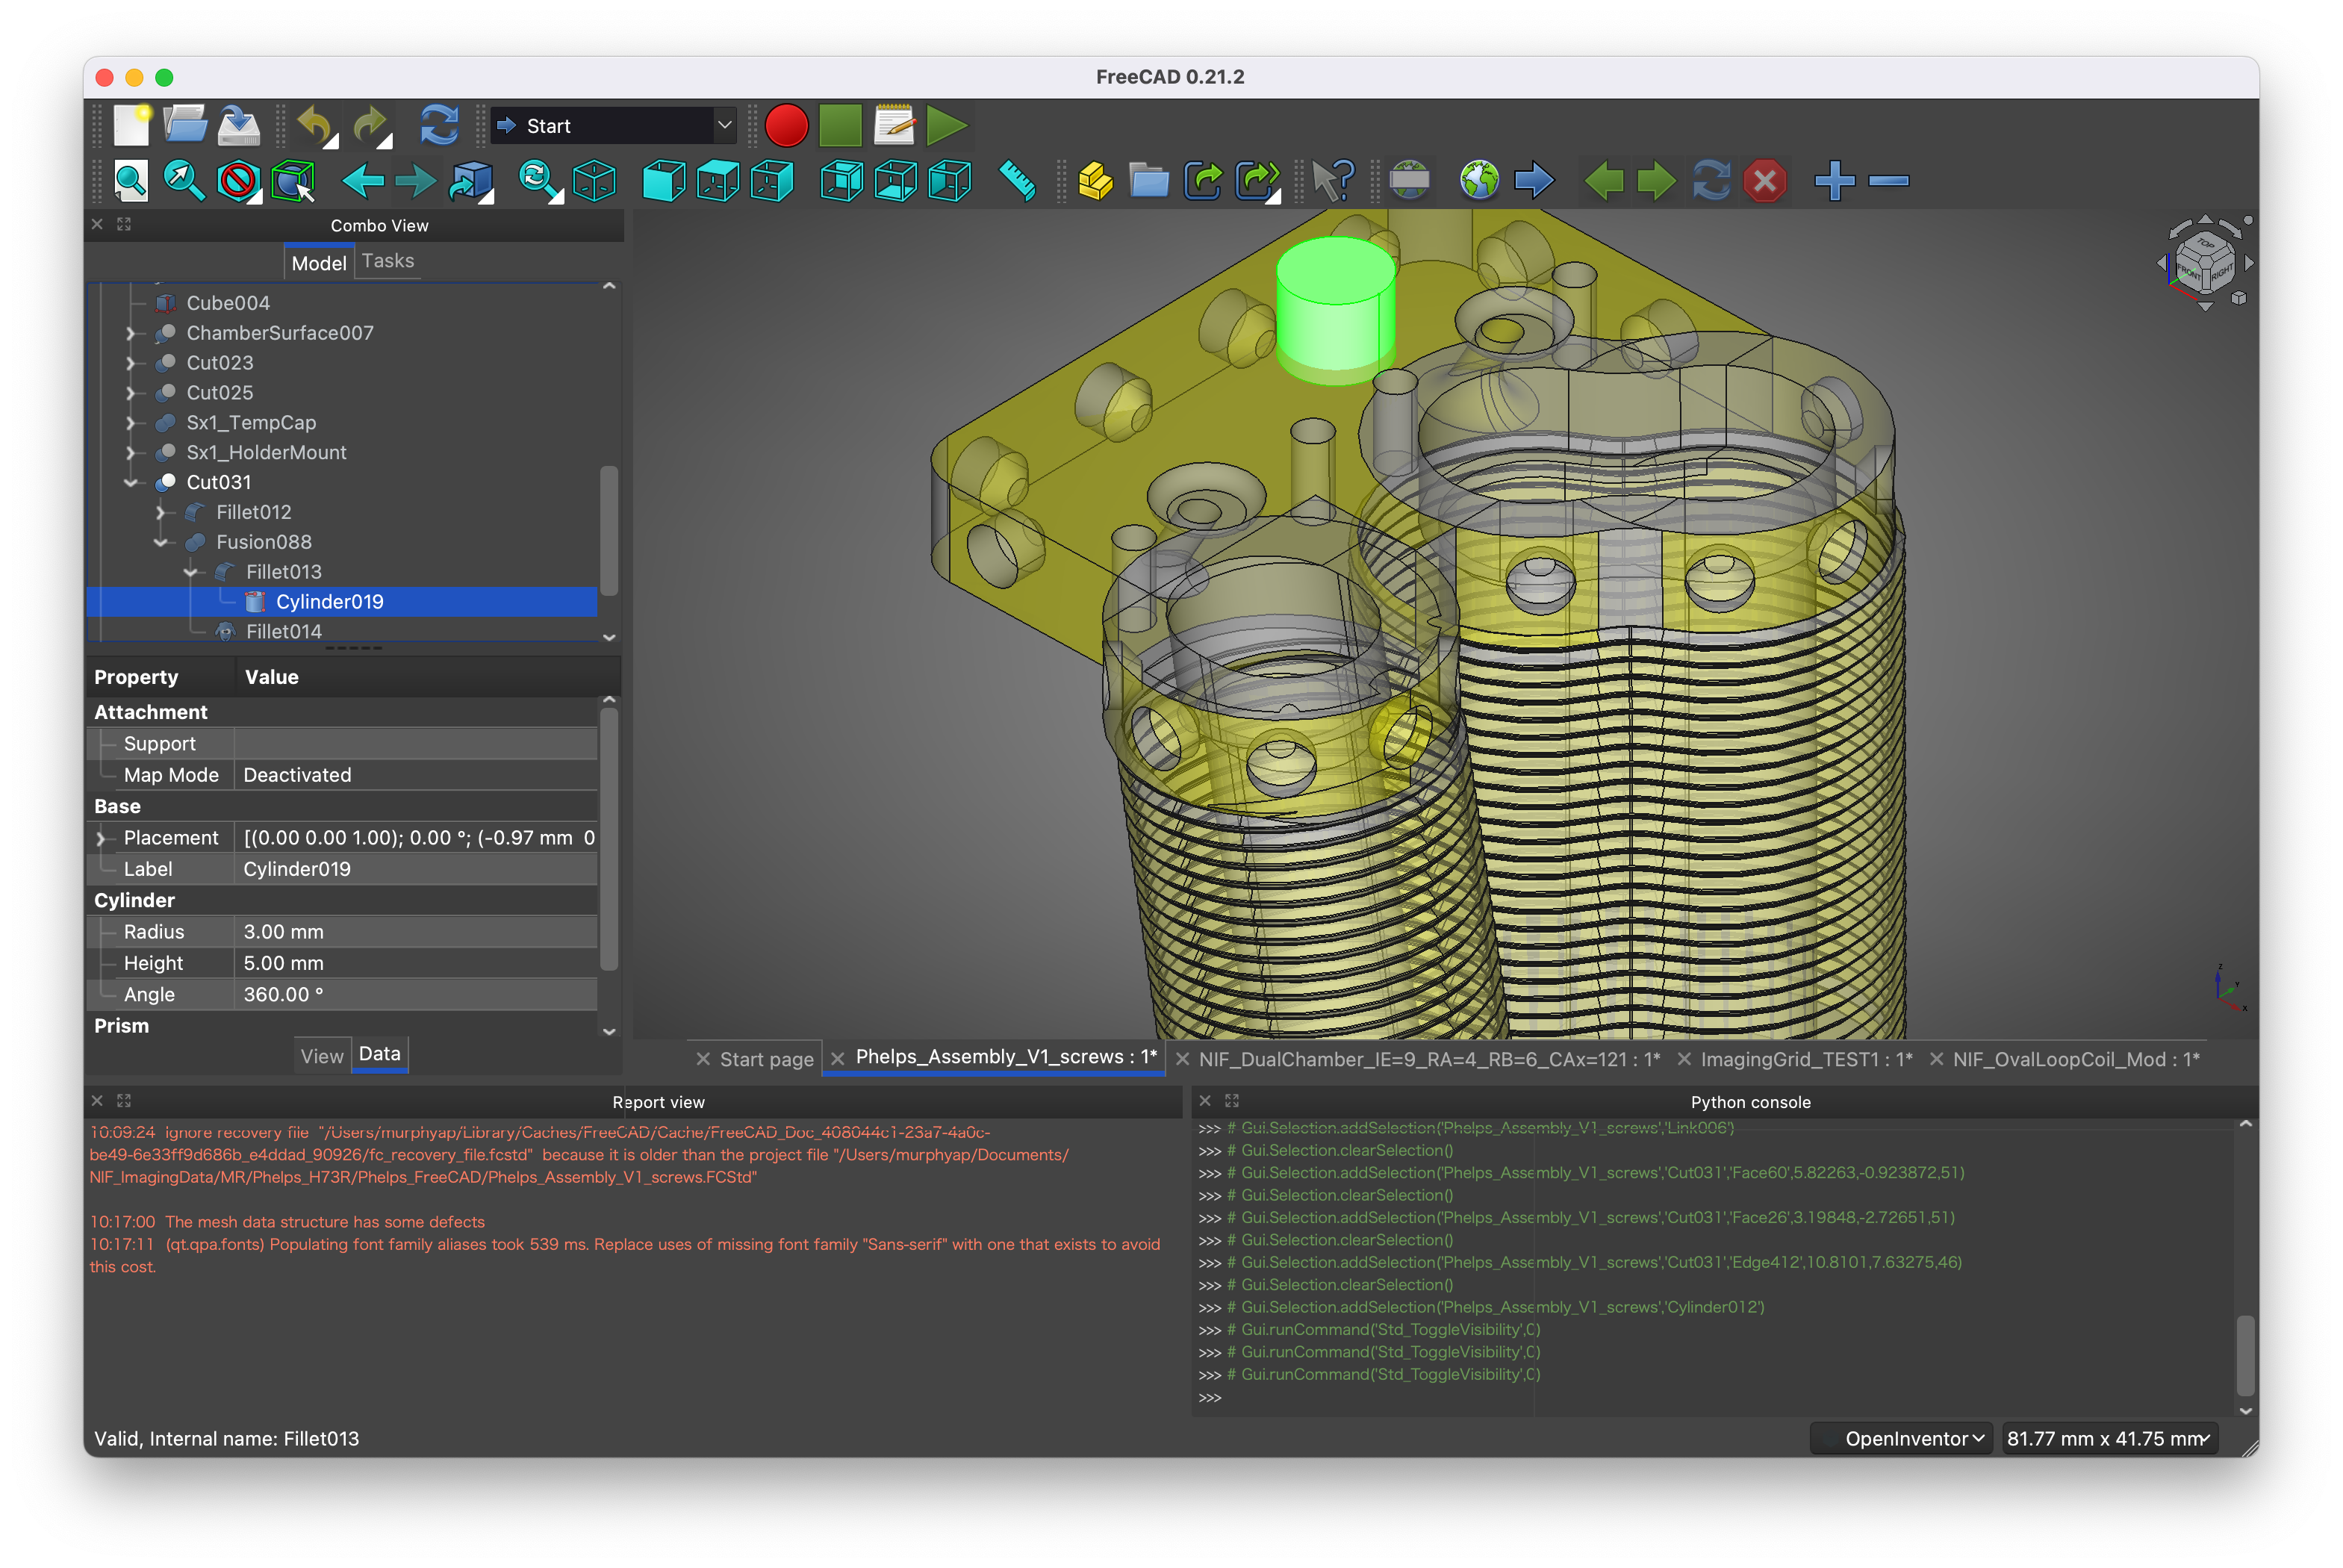 FreeCAD 0.21.2
Start
Combo View
Model
Tasks
Cube004
ChamberSurface007
Cut023
Cut025
Sx1_TempCap
Sx1_HolderMount
Cut031
Fillet012
Fusion088
Fillet013
Cylinder019
Fillet014
Property Value
Attachment
Support
Map Mode Deactivated
Base
Placement [(0.00 0.00 1.00); 0.00 °; (-0.97 mm 0
Label Cylinder019
Cylinder
Radius 3.00 mm
Height 5.00 mm
Angle 360.00 °
Prism
View
Data
TOP
FRONT
RIGHT
Z
Y
X
Start page
Phelps_Assembly_V1_screws : 1*
NIF_DualChamber_IE=9_RA=4_RB=6_CAx=121 : 1*
ImagingGrid_TEST1 : 1*
NIF_OvalLoopCoil_Mod : 1*
Report view
10:09:24 Ignore recovery file "/Users/murphyap/Library/Caches/FreeCAD/Cache/FreeCAD_Doc_408044c1-23a7-4a0c-
be49-6e33ff9d686b_e4ddad_90926/fc_recovery_file.fcstd" because it is older than the project file "/Users/murphyap/Documents/
NIF_ImagingData/MR/Phelps_H73R/Phelps_FreeCAD/Phelps_Assembly_V1_screws.FCStd"
10:17:00 The mesh data structure has some defects
10:17:11 (qt.qpa.fonts) Populating font family aliases took 539 ms. Replace uses of missing font family "Sans-serif" with one that exists to avoid
this cost.
Python console
>>> # Gui.Selection.addSelection('Phelps_Assembly_V1_screws','Link006')
>>> # Gui.Selection.clearSelection()
>>> # Gui.Selection.addSelection('Phelps_Assembly_V1_screws','Cut031','Face60',5.82263,-0.923872,51)
>>> # Gui.Selection.clearSelection()
>>> # Gui.Selection.addSelection('Phelps_Assembly_V1_screws','Cut031','Face26',3.19848,-2.72651,51)
>>> # Gui.Selection.clearSelection()
>>> # Gui.Selection.addSelection('Phelps_Assembly_V1_screws','Cut031','Edge412',10.8101,7.63275,46)
>>> # Gui.Selection.clearSelection()
>>> # Gui.Selection.addSelection('Phelps_Assembly_V1_screws','Cylinder012')
>>> # Gui.runCommand('Std_ToggleVisibility',0)
>>> # Gui.runCommand('Std_ToggleVisibility',0)
>>> # Gui.runCommand('Std_ToggleVisibility',0)
>>>
Valid, Internal name: Fillet013
OpenInventor
81.77 mm x 41.75 mm